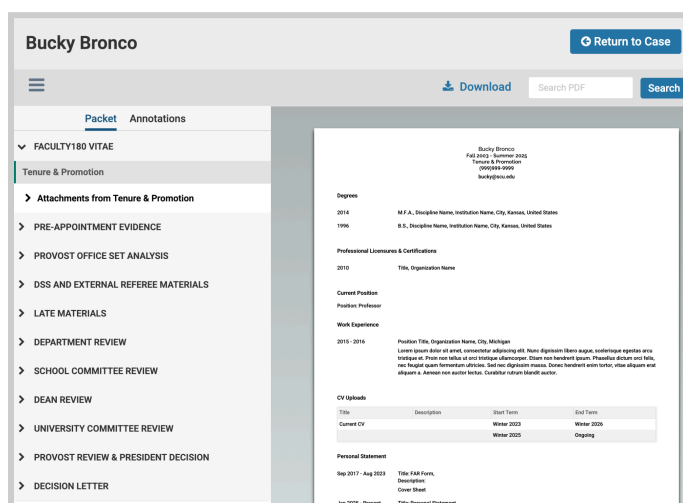 Bucky Bronco
Return to Case
Download
Search PDF
Search
Packet
Annotations
FACULTY180 VITAE
Tenure & Promotion
Attachments from Tenure & Promotion
PRE-APPOINTMENT EVIDENCE
PROVOST OFFICE SET ANALYSIS
DSS AND EXTERNAL REFEREE MATERIALS
LATE MATERIALS
DEPARTMENT REVIEW
SCHOOL COMMITTEE REVIEW
DEAN REVIEW
UNIVERSITY COMMITTEE REVIEW
PROVOST REVIEW & PRESIDENT DECISION
DECISION LETTER
Bucky Bronco
Fall 2003 - Summer 2025
Tenure & Promotion
(999)999-9999
bucky@scu.edu
Degrees
2014 M.F.A., Discipline Name, Institution Name, City, Kansas, United States
1996 B.S., Discipline Name, Institution Name, City, Kansas, United States
Professional Licensures & Certifications
2010 Title, Organization Name
Current Position
Position: Professor
Work Experience
2015 - 2016 Position Title, Organization Name, City, Michigan
Lorem ipsum dolor sit amet, consectetur adipiscing elit. Nunc dignissim libero augue, scelerisque egestas arcu
tristique et. Proin non tellus ut orci tristique ullamcorper. Etiam non hendrerit ipsum. Phasellus dictum orci felis,
nec feugiat quam fermentum ultricies. Sed nec dignissim massa. Donec hendrerit enim tortor, vitae aliquam erat
aliquam a. Aenean non auctor lectus. Curabitur rutrum blandit auctor.
CV Uploads
Title Description Start Term End Term
Current CV Winter 2023 Winter 2026
Winter 2025 Ongoing
Personal Statement
Sep 2017 - Aug 2023 Title: FAR Form,
Description:
Cover Sheet
Jan 2025 - Present Title: Personal Statement